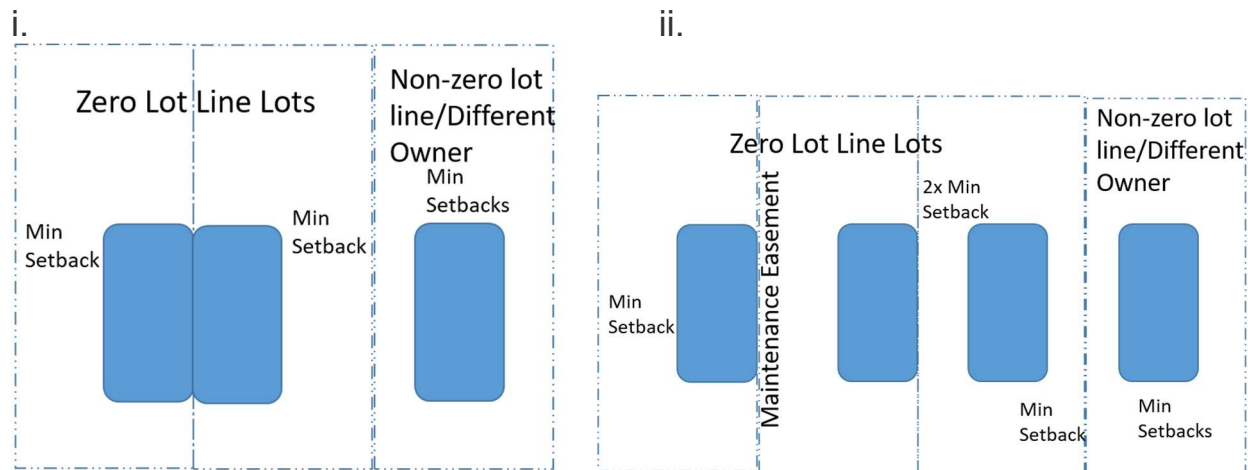 i.
Zero Lot Line Lots
Non-zero lot
line/Different
Owner
Min
Setbacks
Min
Setback
Min
Setback
ii.
Zero Lot Line Lots
Non-zero lot
line/Different
Owner
Maintenance Easement
2x Min
Setback
Min
Setback
Min
Setback
Min
Setbacks